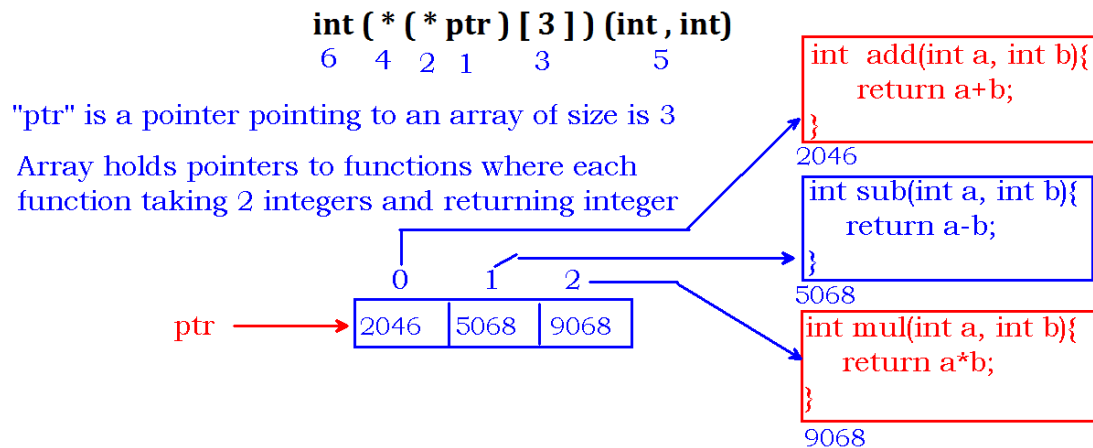 int ( * ( * ptr ) [ 3 ] ) (int , int)
6 4 2 1 3 5
"ptr" is a pointer pointing to an array of size is 3
Array holds pointers to functions where each
function taking 2 integers and returning integer
0 1 2
ptr 2046 5068 9068
int add(int a, int b){
return a+b;
}
2046
int sub(int a, int b){
return a-b;
}
5068
int mul(int a, int b){
return a*b;
}
9068